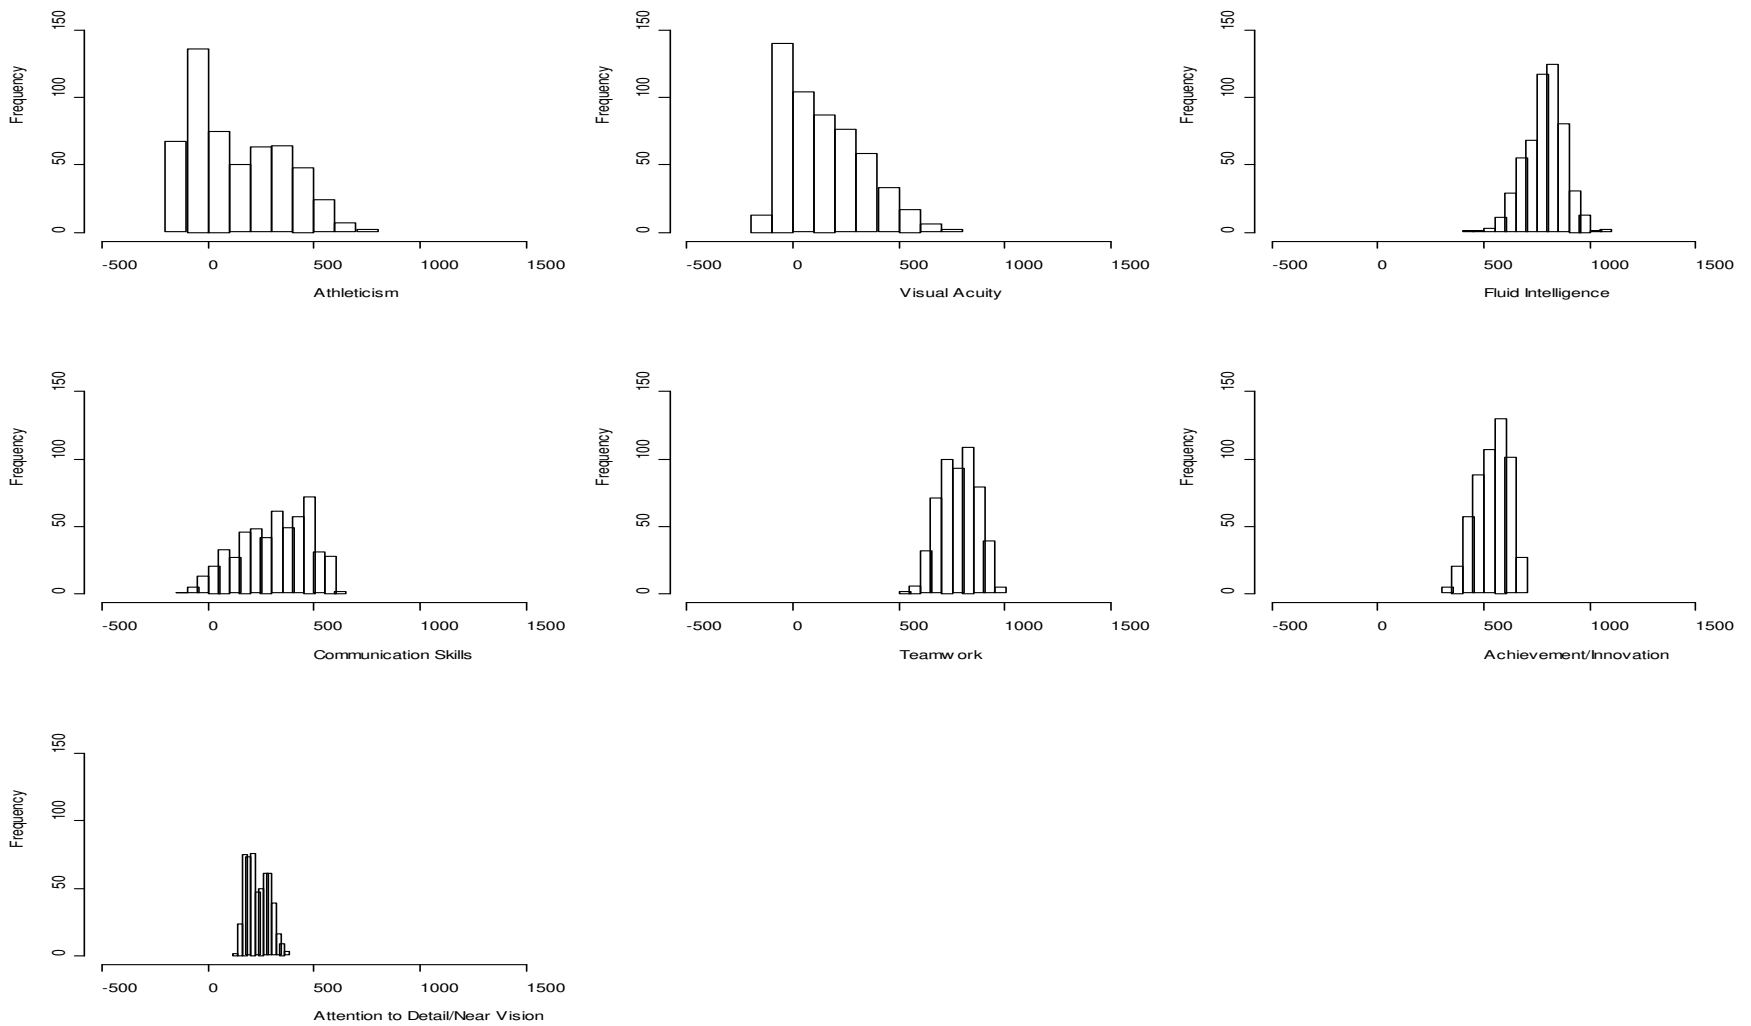 150 150 150
100 100 100
Frequency Frequency Frequency
50 50 50
0 0 0
-500 0 500 1000 1500 -500 0 500 1000 1500 -500 0 500 1000 1500
Athleticism Visual Acuity Fluid Intelligence
150 150 150
100 100 100
Frequency Frequency Frequency
50 50 50
0 0 0
-500 0 500 1000 1500 -500 0 500 1000 1500 -500 0 500 1000 1500
Communication Skills Teamwork Achievement/Innovation
150
100
Frequency
50
0
-500 0 500 1000 1500
Attention to Detail/Near Vision